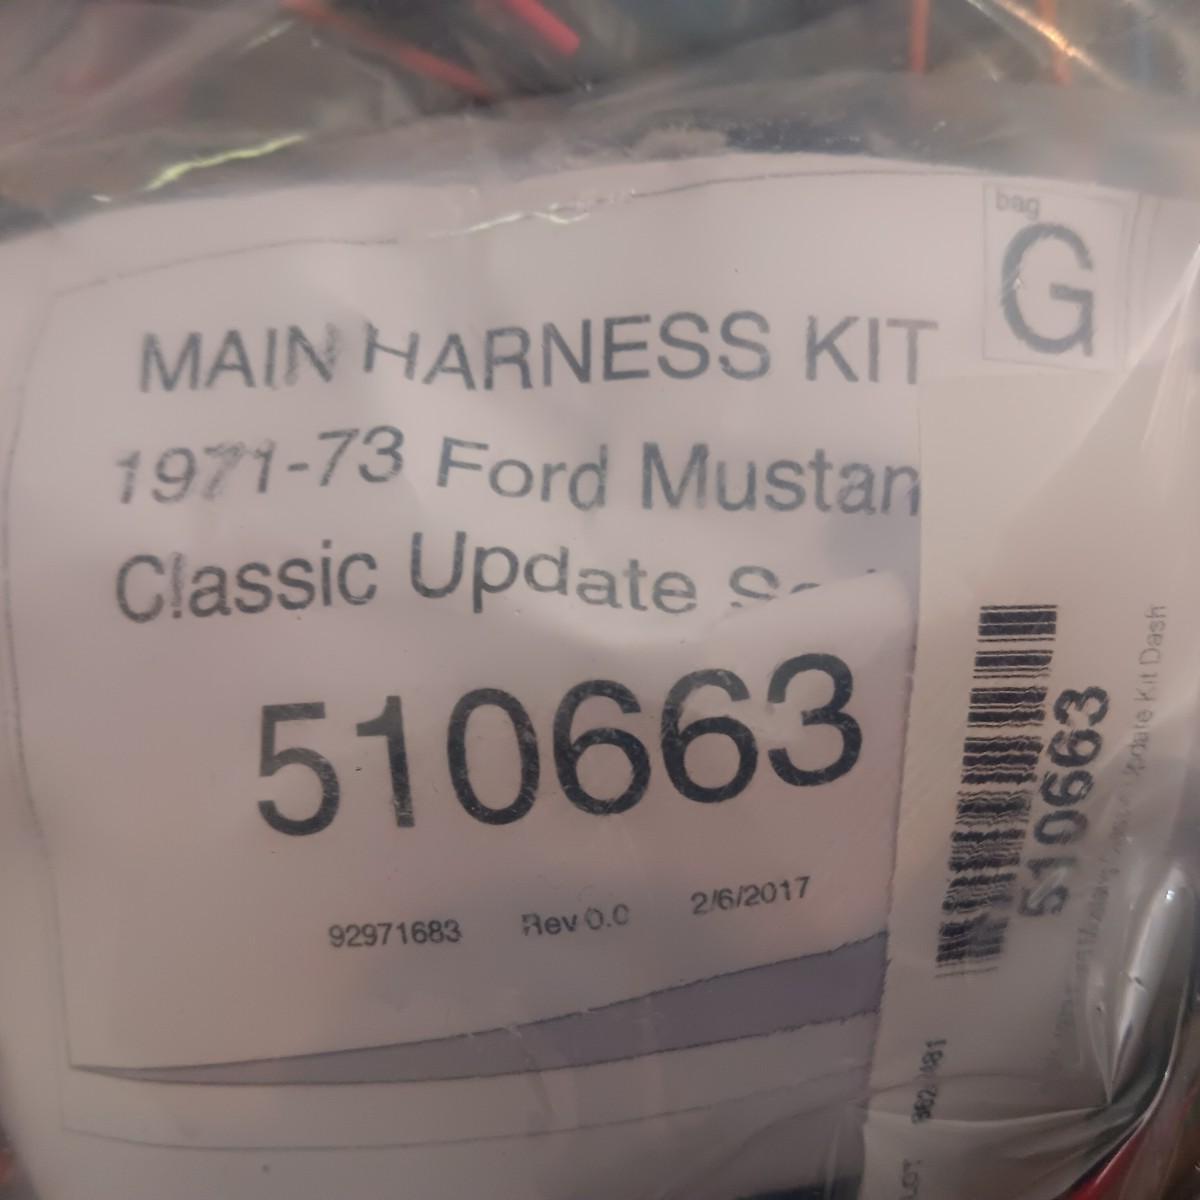 bag
G
MAIN HARNESS KIT
1971-73 Ford Mustan
Classic Update
510663
92971683 Rev 0.0 2/6/2017
510663
Update Kit Dash
LOT